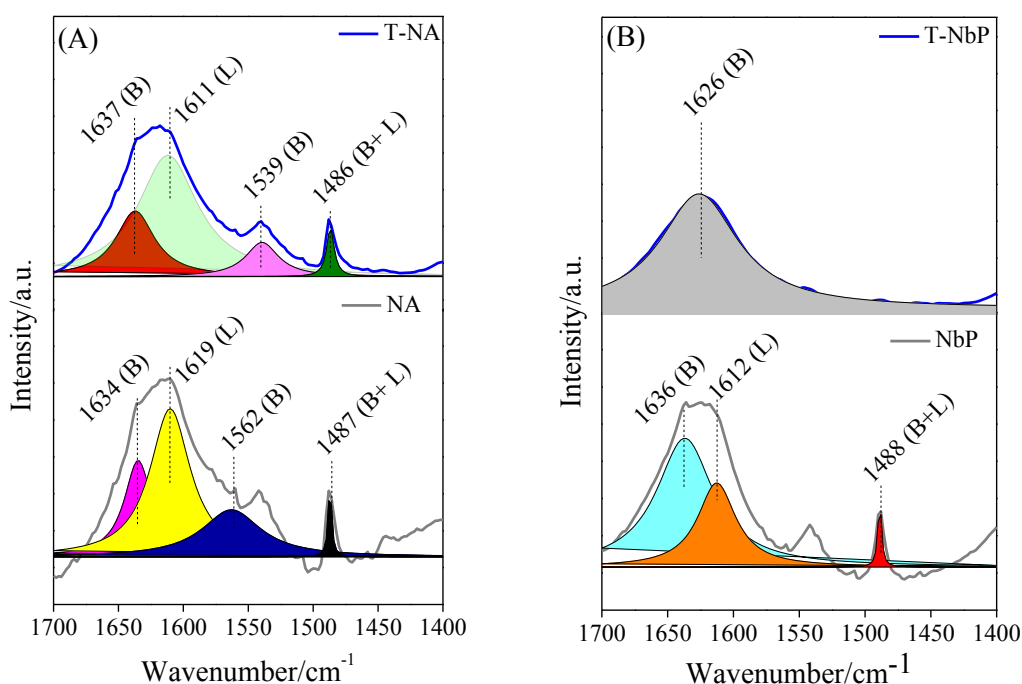 (A)
T-NA
1637 (B)
1611 (L)
1539 (B)
1486 (B+ L)
NA
1634 (B)
1619 (L)
1562 (B)
1487 (B+ L)
Intensity/a.u.
Intensity/a.u.
1700 1650 1600 1550 1500 1450 1400
Wavenumber/cm⁻¹
(B)
T-NbP
1626 (B)
NbP
1636 (B)
1612 (L)
1488 (B+L)
Intensity/a.u.
Intensity/a.u.
1700 1650 1600 1550 1500 1450 1400
Wavenumber/cm⁻¹